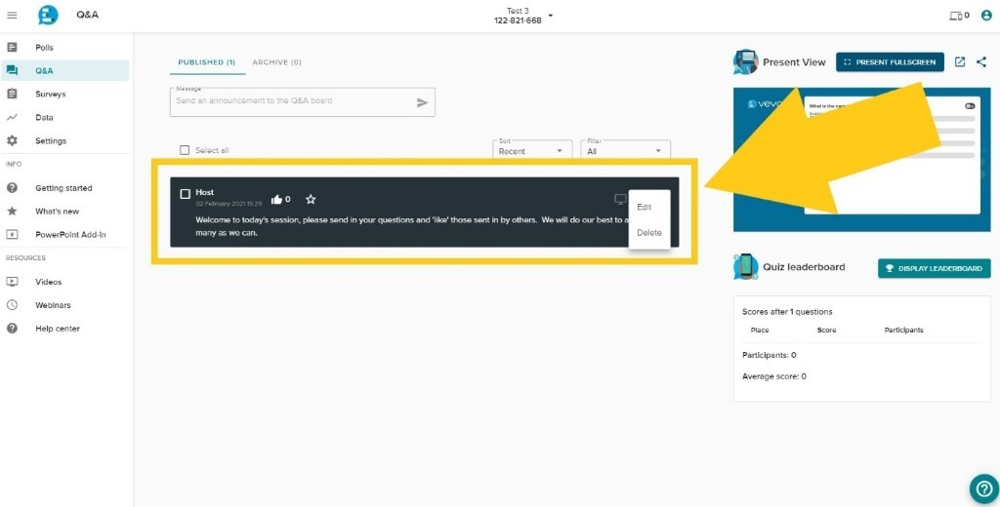 Q&A
Test 3
122-821-668
0
Polls
Q&A
Surveys
Data
Settings
INFO
Getting started
What's new
PowerPoint Add-In
RESOURCES
Videos
Webinars
Help center
PUBLISHED (1)
ARCHIVE (0)
Message
Send an announcement to the Q&A board
Select all
Sort
Recent
Filter
All
Host
02 February 2021 15:29
0
Welcome to today's session, please send in your questions and 'like' those sent in by others. We will do our best to a
many as we can.
Edit
Delete
Present View
PRESENT FULLSCREEN
vevo
What is the nam
Quiz leaderboard
DISPLAY LEADERBOARD
Scores after 1 questions
Place
Score
Participants
Participants: 0
Average score: 0